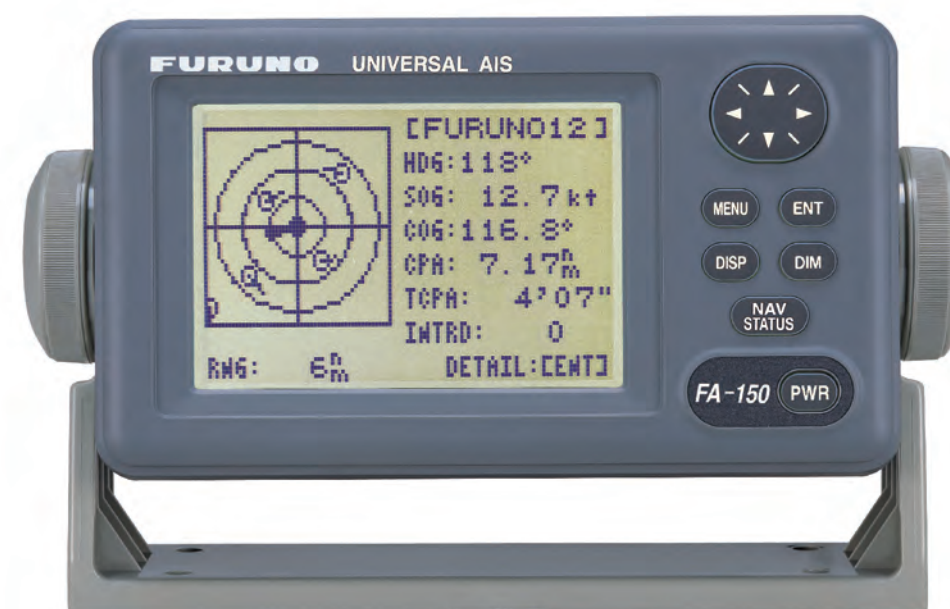 FURUNO UNIVERSAL AIS
[FURUNO12]
HDG:118°
SOG: 12.7kt
COG:116.8°
CPA: 7.17nm
TCPA: 4'07"
INTRD: 0
RNG: 6nm DETAIL:[ENT]
MENU ENT
DISP DIM
NAV
STATUS
FA-150 PWR